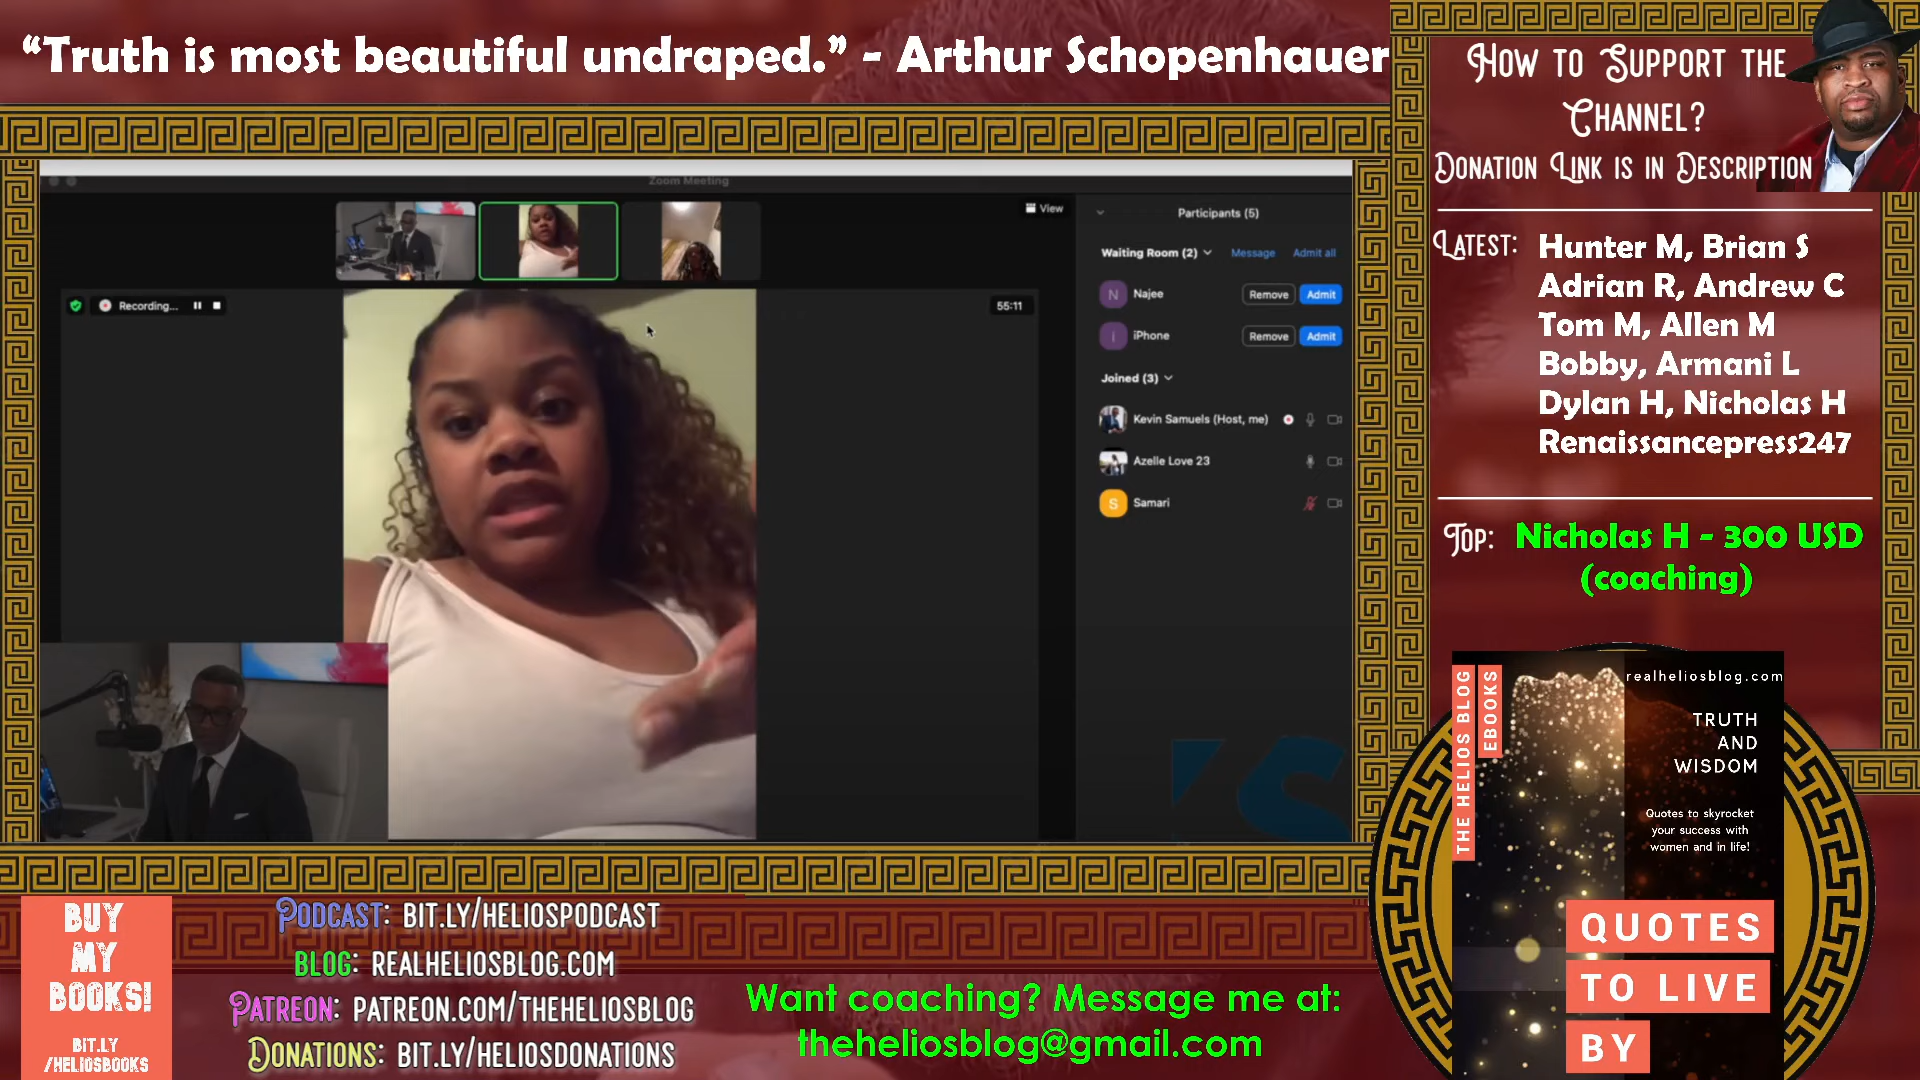 “Truth is most beautiful undraped.” - Arthur Schopenhauer
Zoom Meeting
View
Recording...
55:11
Participants (5)
Waiting Room (2)
Message
Admit all
N
Najee
Remove
Admit
i
iPhone
Remove
Admit
Joined (3)
Kevin Samuels (Host, me)
Azelle Love 23
S
Samari
How to Support the
Channel?
Donation Link is in Description
Latest:
Hunter M, Brian S
Adrian R, Andrew C
Tom M, Allen M
Bobby, Armani L
Dylan H, Nicholas H
Renaissancepress247
Top:
Nicholas H - 300 USD
(coaching)
THE HELIOS BLOG
EBOOKS
realheliosblog.com
TRUTH
AND
WISDOM
Quotes to skyrocket
your success with
women and in life!
QUOTES
TO LIVE
BY
BUY
MY
BOOKS!
BIT.LY
/HELIOSBOOKS
Podcast: BIT.LY/HELIOSPODCAST
BLOG: REALHELIOSBLOG.COM
Patreon: PATREON.COM/THEHELIOSBLOG
Donations: BIT.LY/HELIOSDONATIONS
Want coaching? Message me at:
theheliosblog@gmail.com